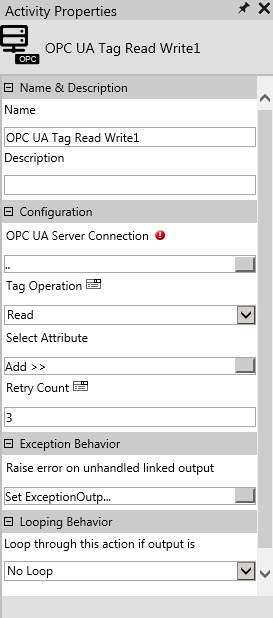 Activity Properties
OPC
OPC UA Tag Read Write1
Name & Description
Name
OPC UA Tag Read Write1
Description
Configuration
OPC UA Server Connection
..
Tag Operation
Read
Select Attribute
Add >>
Retry Count
3
Exception Behavior
Raise error on unhandled linked output
Set ExceptionOutp...
Looping Behavior
Loop through this action if output is
No Loop